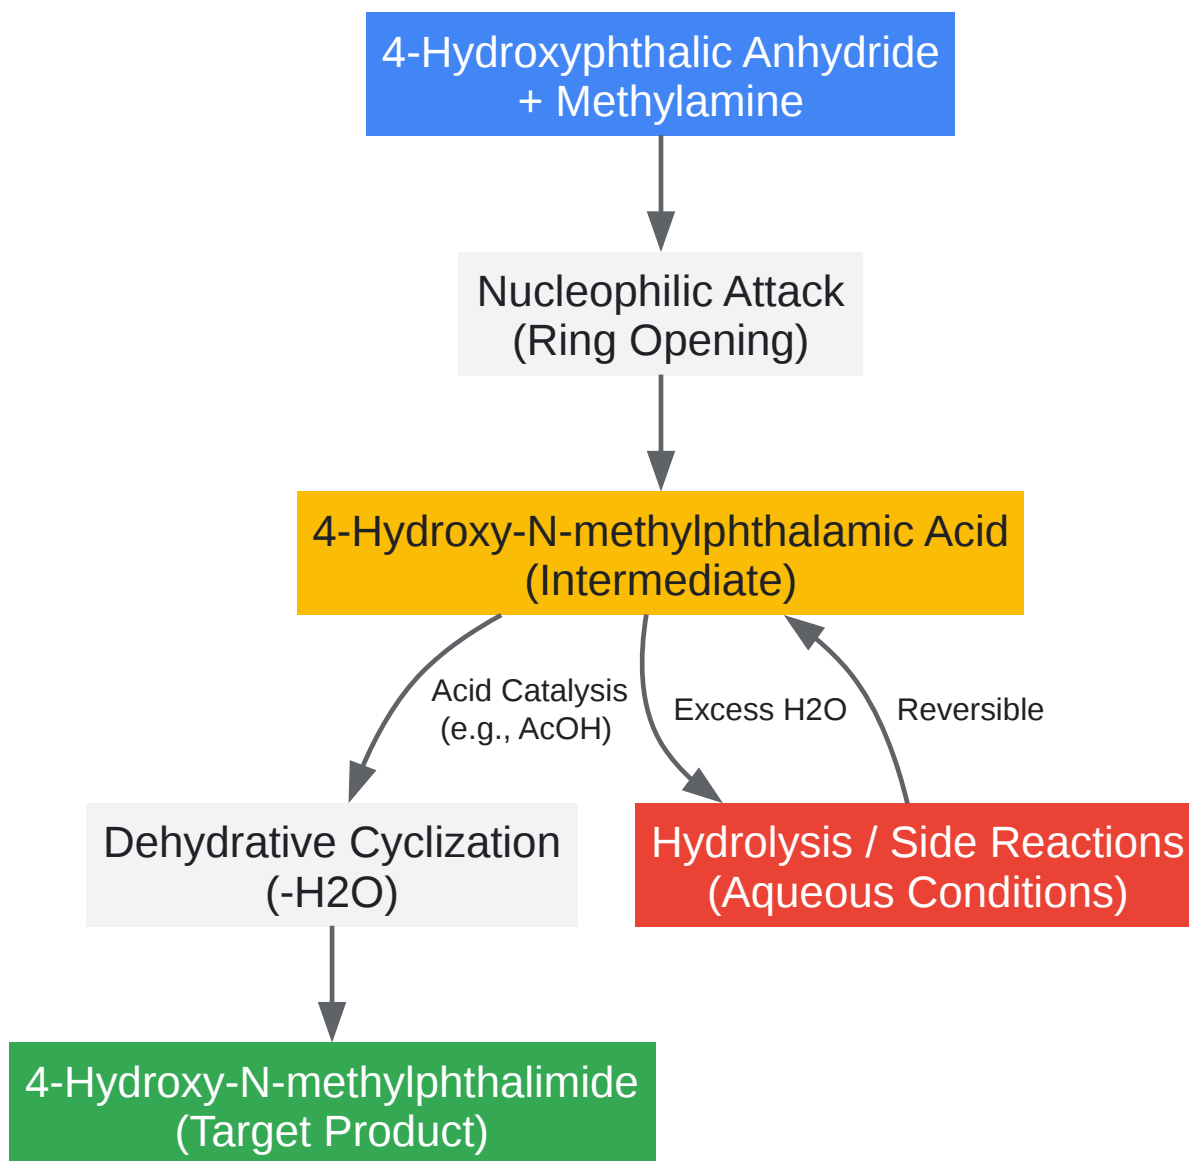 4-Hydroxyphthalic Anhydride
+ Methylamine
Nucleophilic Attack
(Ring Opening)
4-Hydroxy-N-methylphthalamic Acid
(Intermediate)
Acid Catalysis
(e.g., AcOH)
Excess H2O
Reversible
Dehydrative Cyclization
(-H2O)
Hydrolysis / Side Reactions
(Aqueous Conditions)
4-Hydroxy-N-methylphthalimide
(Target Product)